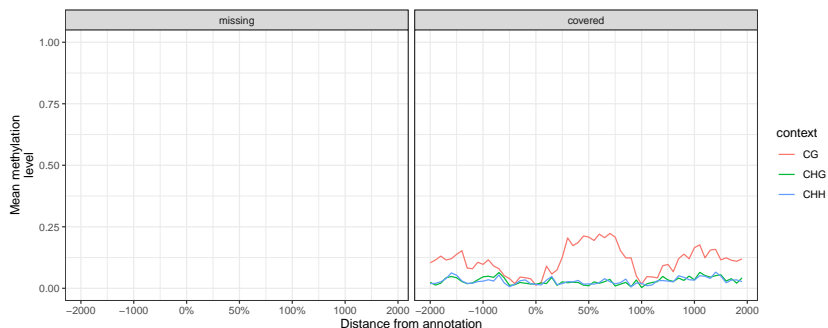 missing
covered
1.00
0.75
0.50
0.25
0.00
Mean methylation
level
−2000 −1000 0% 50% 100% 1000 2000
−2000 −1000 0% 50% 100% 1000 2000
Distance from annotation
context
CG
CHG
CHH